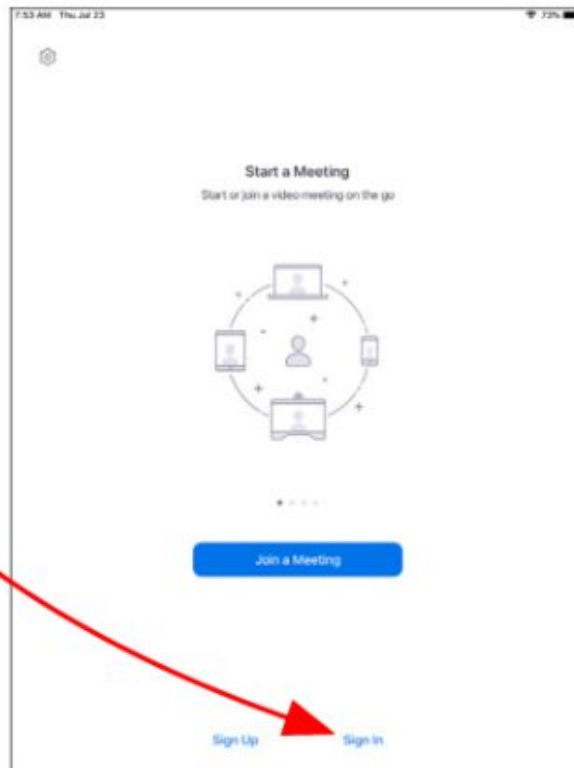 7:53 AM Thu Jul 23 73%
Start a Meeting
Start or join a video meeting on the go
Join a Meeting
Sign Up Sign In